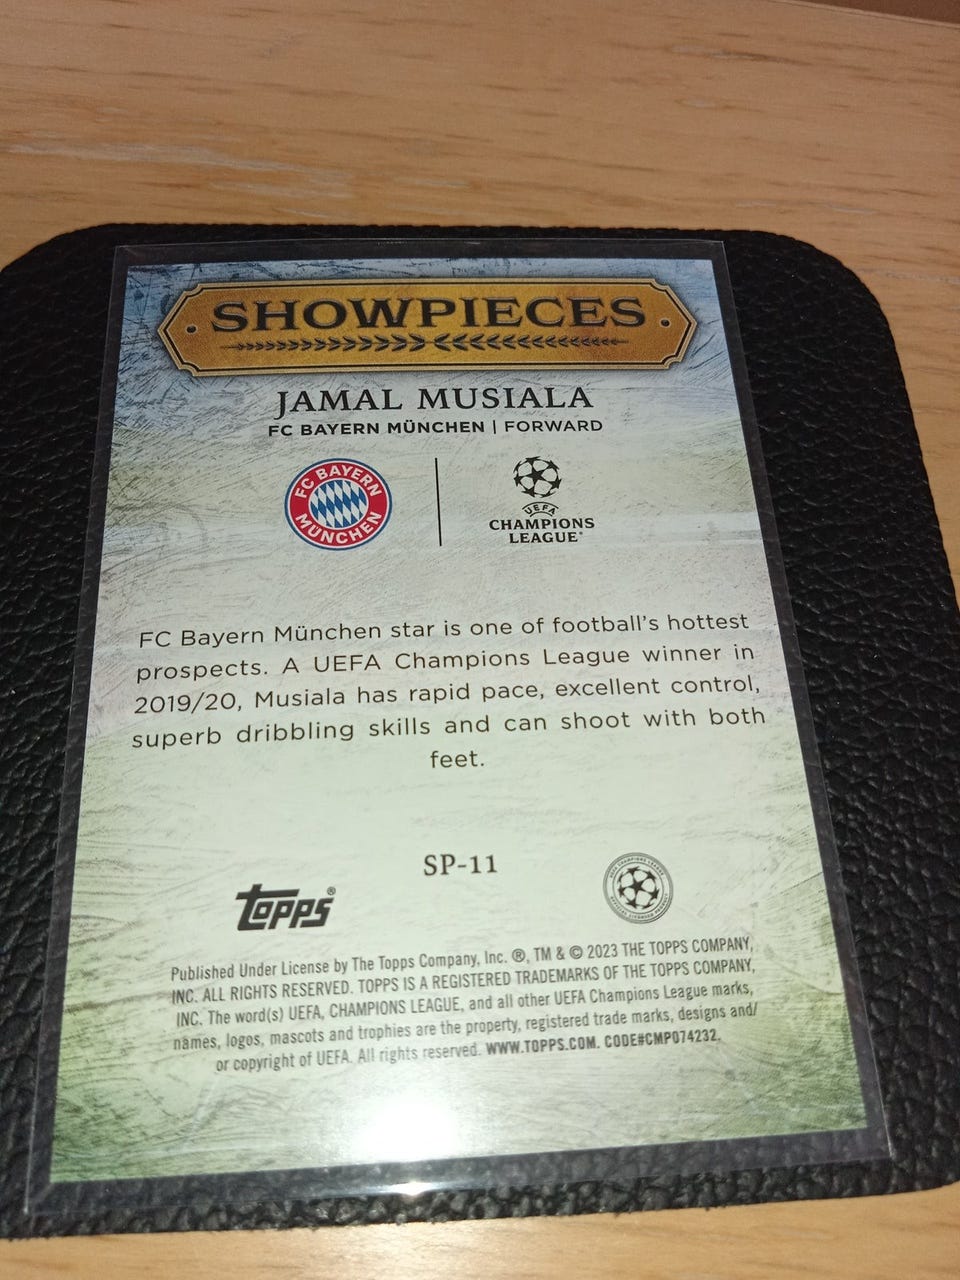 SHOWPIECES
JAMAL MUSIALA
FC BAYERN MÜNCHEN | FORWARD
FC BAYERN
MÜNCHEN
UEFA
CHAMPIONS
LEAGUE®
FC Bayern München star is one of football's hottest
prospects. A UEFA Champions League winner in
2019/20, Musiala has rapid pace, excellent control,
superb dribbling skills and can shoot with both
feet.
SP-11
topps®
Published Under License by The Topps Company, Inc. ®, TM & © 2023 THE TOPPS COMPANY,
INC. ALL RIGHTS RESERVED. TOPPS IS A REGISTERED TRADEMARKS OF THE TOPPS COMPANY,
INC. The word(s) UEFA, CHAMPIONS LEAGUE, and all other UEFA Champions League marks,
names, logos, mascots and trophies are the property, registered trade marks, designs and/
or copyright of UEFA. All rights reserved. WWW.TOPPS.COM. CODE#CMP074232.